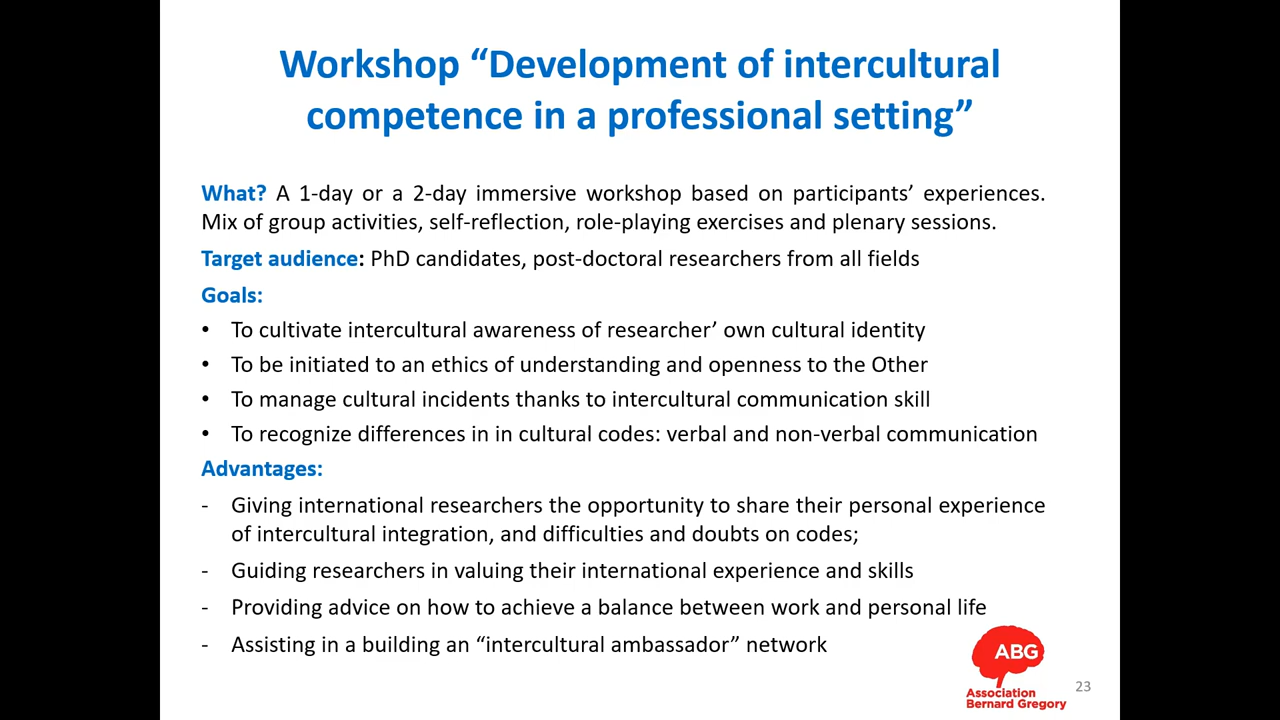 Workshop “Development of intercultural
competence in a professional setting”
What? A 1-day or a 2-day immersive workshop based on participants’ experiences.
Mix of group activities, self-reflection, role-playing exercises and plenary sessions.
Target audience: PhD candidates, post-doctoral researchers from all fields
Goals:
• To cultivate intercultural awareness of researcher’ own cultural identity
• To be initiated to an ethics of understanding and openness to the Other
• To manage cultural incidents thanks to intercultural communication skill
• To recognize differences in in cultural codes: verbal and non-verbal communication
Advantages:
- Giving international researchers the opportunity to share their personal experience
of intercultural integration, and difficulties and doubts on codes;
- Guiding researchers in valuing their international experience and skills
- Providing advice on how to achieve a balance between work and personal life
- Assisting in a building an “intercultural ambassador” network
ABG
Association
Bernard Gregory
23